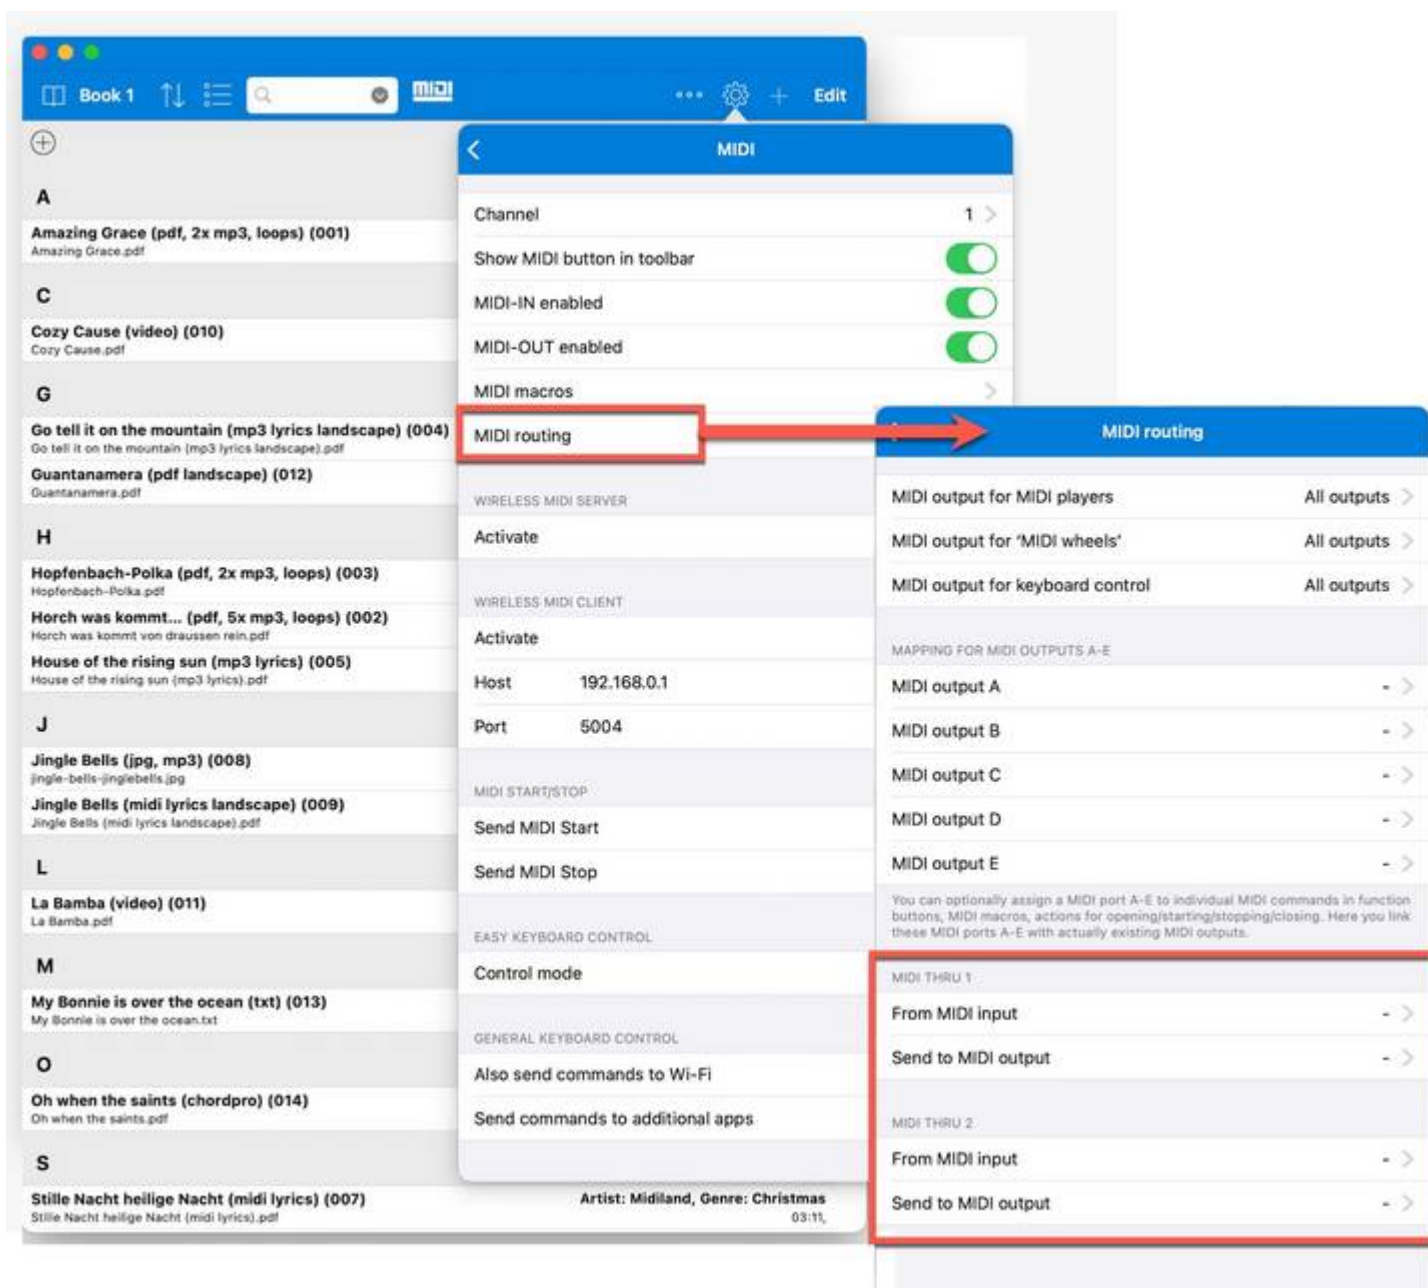 Book 1
MIDI
Edit
A
Amazing Grace (pdf, 2x mp3, loops) (001)
Amazing Grace.pdf
C
Cozy Cause (video) (010)
Cozy Cause.pdf
G
Go tell it on the mountain (mp3 lyrics landscape) (004)
Go tell it on the mountain (mp3 lyrics landscape).pdf
Guantanamera (pdf landscape) (012)
Guantanamera.pdf
H
Hopfenbach-Polka (pdf, 2x mp3, loops) (003)
Hopfenbach-Polka.pdf
Horch was kommt... (pdf, 5x mp3, loops) (002)
Horch was kommt von draussen rein.pdf
House of the rising sun (mp3 lyrics) (005)
House of the rising sun (mp3 lyrics).pdf
J
Jingle Bells (jpg, mp3) (008)
jingle-bells-jinglebells.jpg
Jingle Bells (midi lyrics landscape) (009)
Jingle Bells (midi lyrics landscape).pdf
L
La Bamba (video) (011)
La Bamba.pdf
M
My Bonnie is over the ocean (txt) (013)
My Bonnie is over the ocean.txt
O
Oh when the saints (chordpro) (014)
Oh when the saints.pdf
S
Stille Nacht heilige Nacht (midi lyrics) (007)
Stille Nacht heilige Nacht (midi lyrics).pdf
Artist: Midiland, Genre: Christmas
03:11,
MIDI
Channel 1
Show MIDI button in toolbar
MIDI-IN enabled
MIDI-OUT enabled
MIDI macros
MIDI routing
WIRELESS MIDI SERVER
Activate
WIRELESS MIDI CLIENT
Activate
Host 192.168.0.1
Port 5004
MIDI START/STOP
Send MIDI Start
Send MIDI Stop
EASY KEYBOARD CONTROL
Control mode
GENERAL KEYBOARD CONTROL
Also send commands to Wi-Fi
Send commands to additional apps
MIDI routing
MIDI output for MIDI players All outputs
MIDI output for ‘MIDI wheels’ All outputs
MIDI output for keyboard control All outputs
MAPPING FOR MIDI OUTPUTS A-E
MIDI output A -
MIDI output B -
MIDI output C -
MIDI output D -
MIDI output E -
You can optionally assign a MIDI port A-E to individual MIDI commands in function
buttons, MIDI macros, actions for opening/starting/stopping/closing. Here you link
these MIDI ports A-E with actually existing MIDI outputs.
MIDI THRU 1
From MIDI input -
Send to MIDI output -
MIDI THRU 2
From MIDI input -
Send to MIDI output -